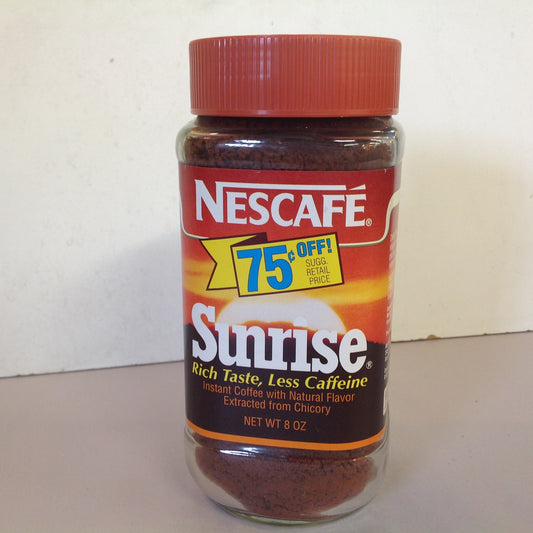 NESCAFÉ®
75¢ OFF!
SUGG.
RETAIL
PRICE
Sunrise®
Rich Taste, Less Caffeine
Instant Coffee with Natural Flavor
Extracted from Chicory
NET WT 8 OZ